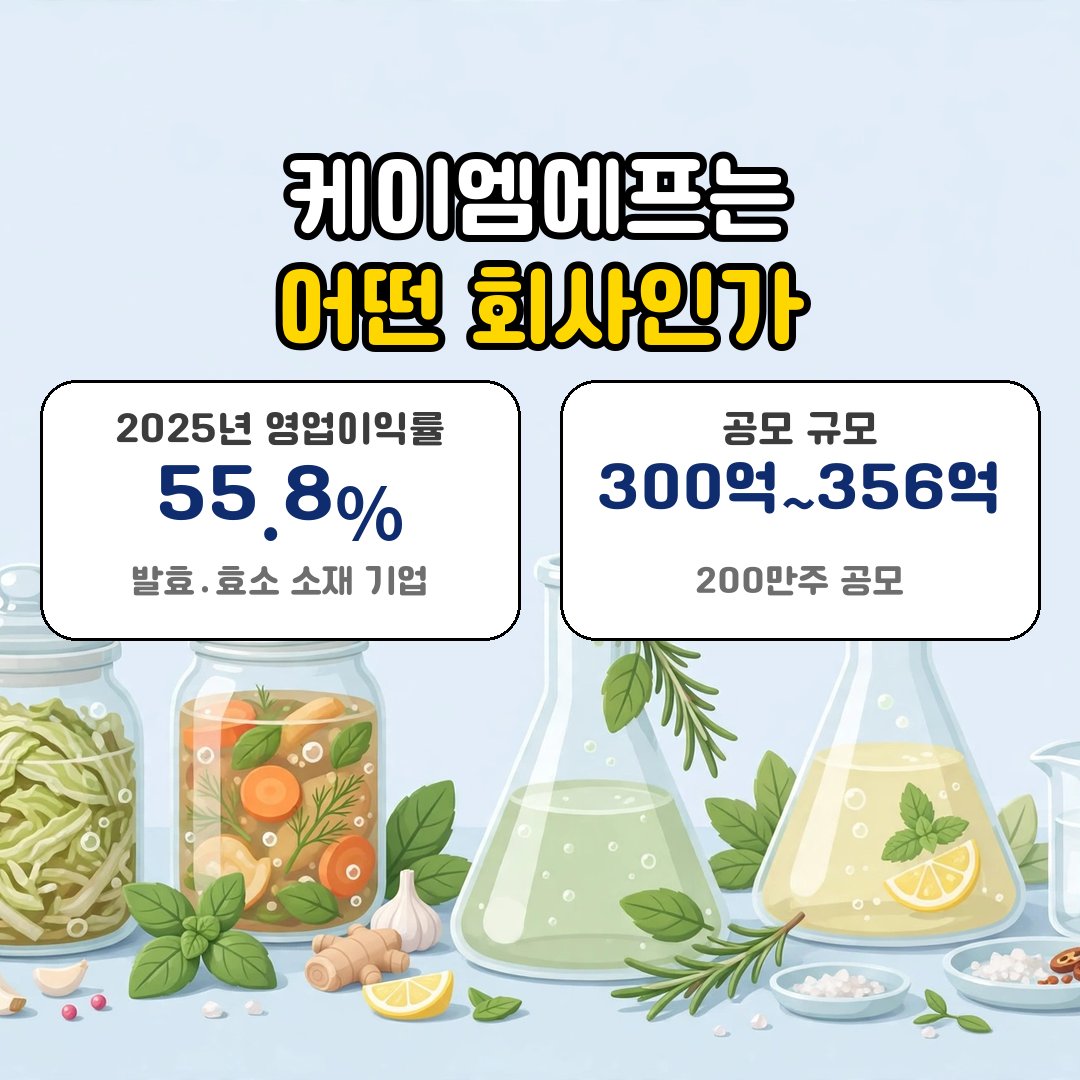 케이엠에프는
어떤 회사인가
2025년 영업이익률
55.8%
발효.효소 소재 기업
공모 규모
300억~356억
200만주 공모